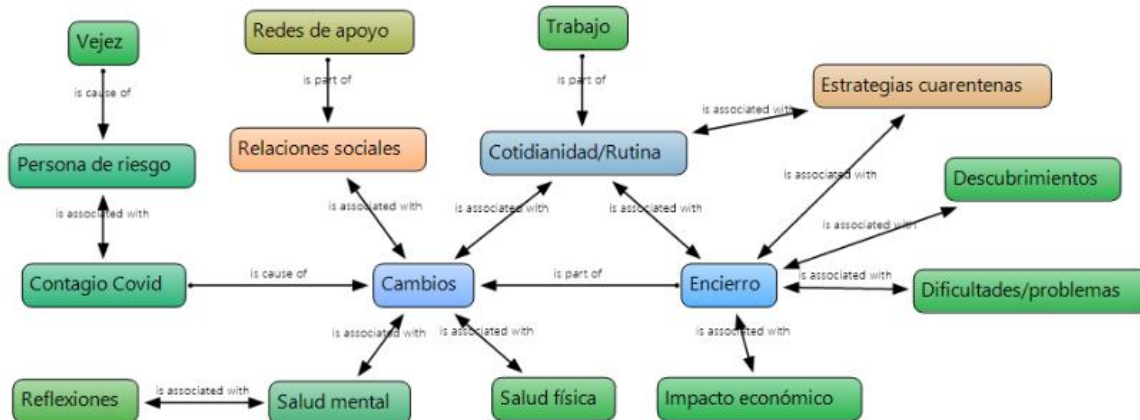 Vejez
Redes de apoyo
Trabajo
is cause of
is part of
is part of
Estrategias cuarentenas
is associated with
Persona de riesgo
Relaciones sociales
Cotidianidad/Rutina
is associated with
Descubrimientos
is associated with
is associated with
is associated with
is associated with
is associated with
Contagio Covid
is cause of
Cambios
is part of
Encierro
is associated with
Dificultades/problemas
is associated with
is associated with
is associated with
Reflexiones
is associated with
Salud mental
Salud física
Impacto económico